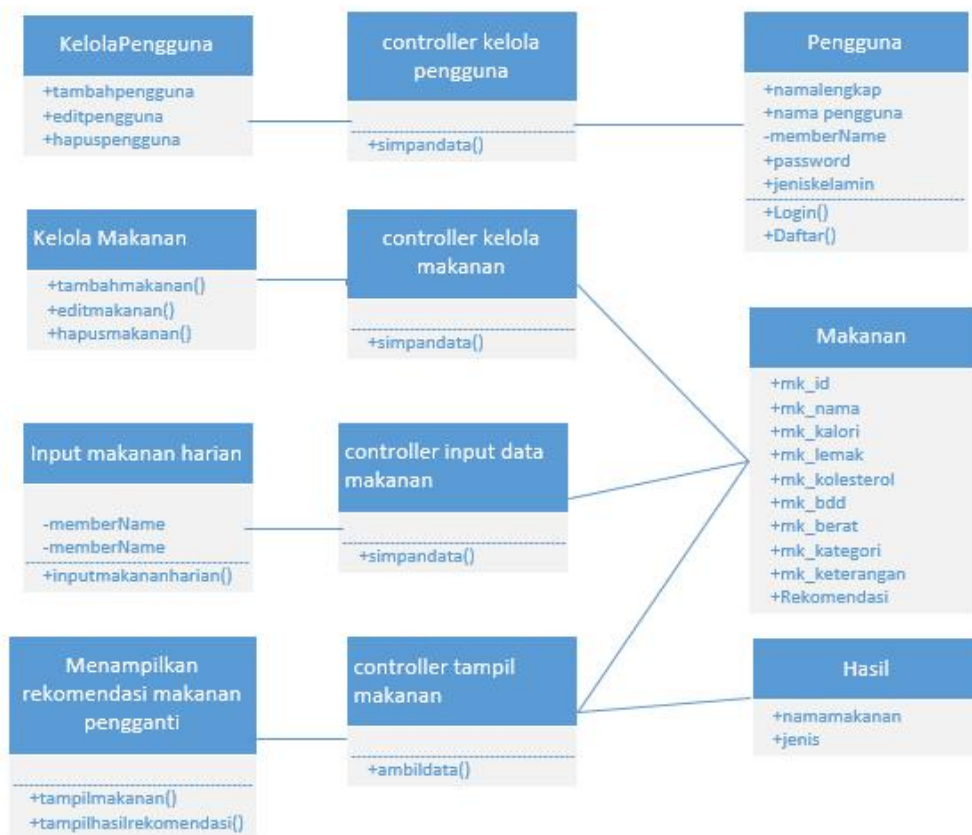 KelolaPengguna
+tambahpengguna
+editpengguna
+hapuspengguna
controller kelola
pengguna
+simpandata()
Pengguna
+namalengkap
+nama pengguna
-memberName
+password
+jeniskelamin
+Login()
+Daftar()
Kelola Makanan
+tambahmakanan()
+editmakanan()
+hapusmakanan()
controller kelola
makanan
+simpandata()
Makanan
+mk_id
+mk_nama
+mk_kalori
+mk_lemak
+mk_kolesterol
+mk_bdd
+mk_berat
+mk_kategori
+mk_keterangan
+Rekomendasi
Input makanan harian
-memberName
-memberName
+inputmakananharian()
controller input data
makanan
+simpandata()
Menampilkan
rekomendasi makanan
pengganti
+tampilmakanan()
+tampilhasilrekomendasi()
controller tampil
makanan
+ambildata()
Hasil
+namamakanan
+jenis